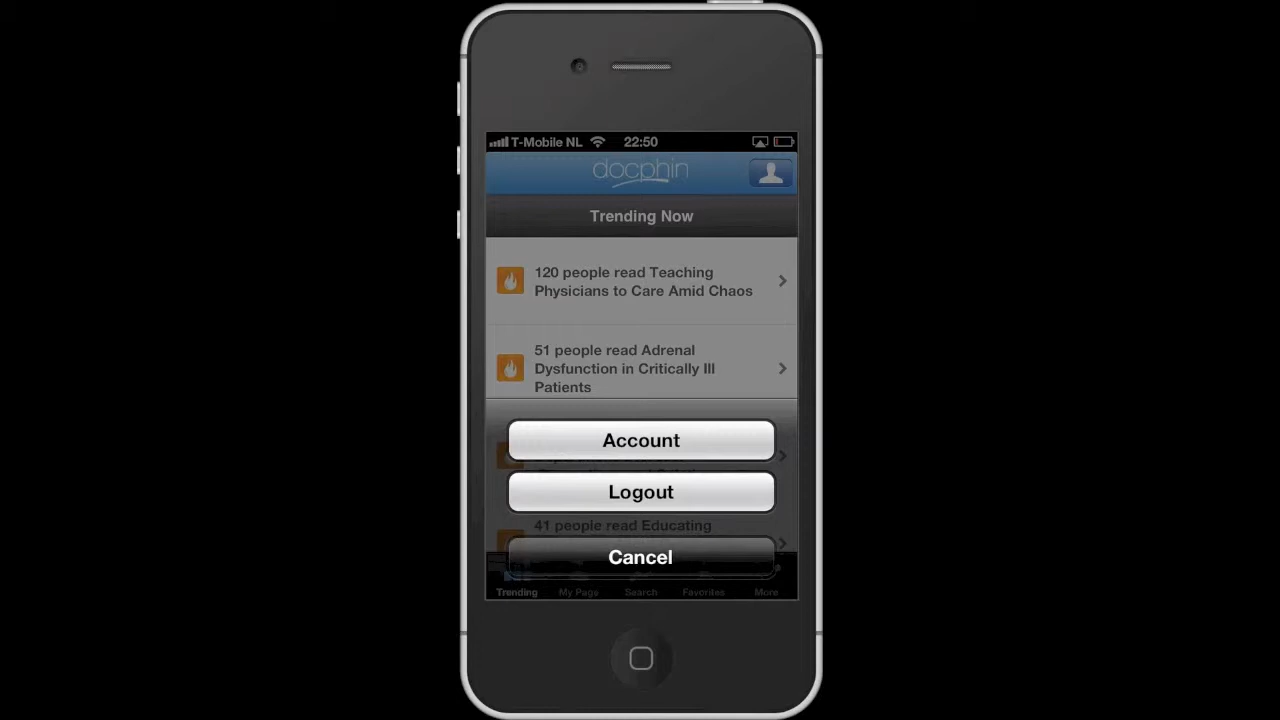 T-Mobile NL 22:50
docphin
Trending Now
120 people read Teaching
Physicians to Care Amid Chaos
51 people read Adrenal
Dysfunction in Critically Ill
Patients
Account
Logout
41 people read Educating
Cancel
Trending My Page Search Favorites More